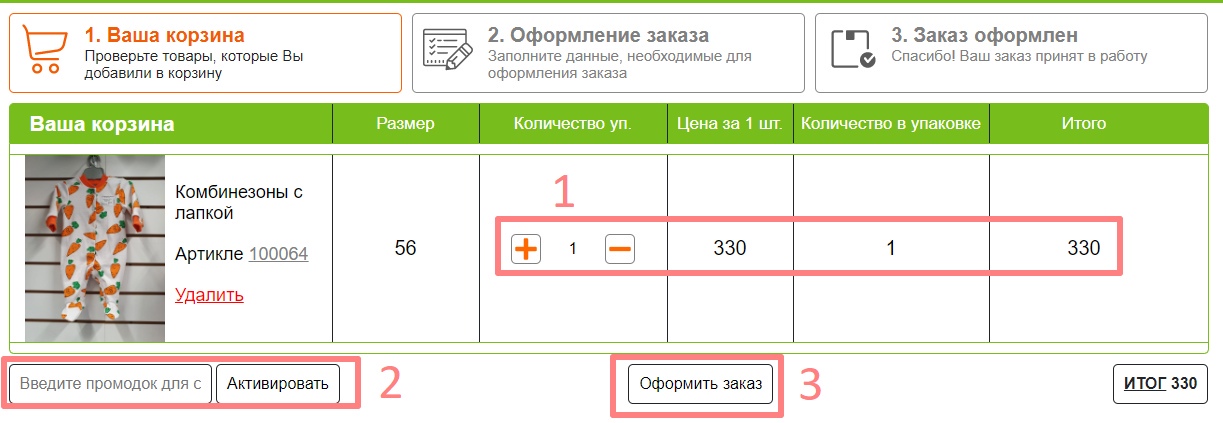 1. Ваша корзина
Проверьте товары, которые Вы
добавили в корзину
2. Оформление заказа
Заполните данные, необходимые для
оформления заказа
3. Заказ оформлен
Спасибо! Ваш заказ принят в работу
Ваша корзина Размер Количество уп. Цена за 1 шт. Количество в упаковке Итого
1
Комбинезоны с
лапкой
Артикле 100064
Удалить
56 + 1 − 330 1 330
Введите промодок для с Активировать 2 Оформить заказ 3 ИТОГ 330